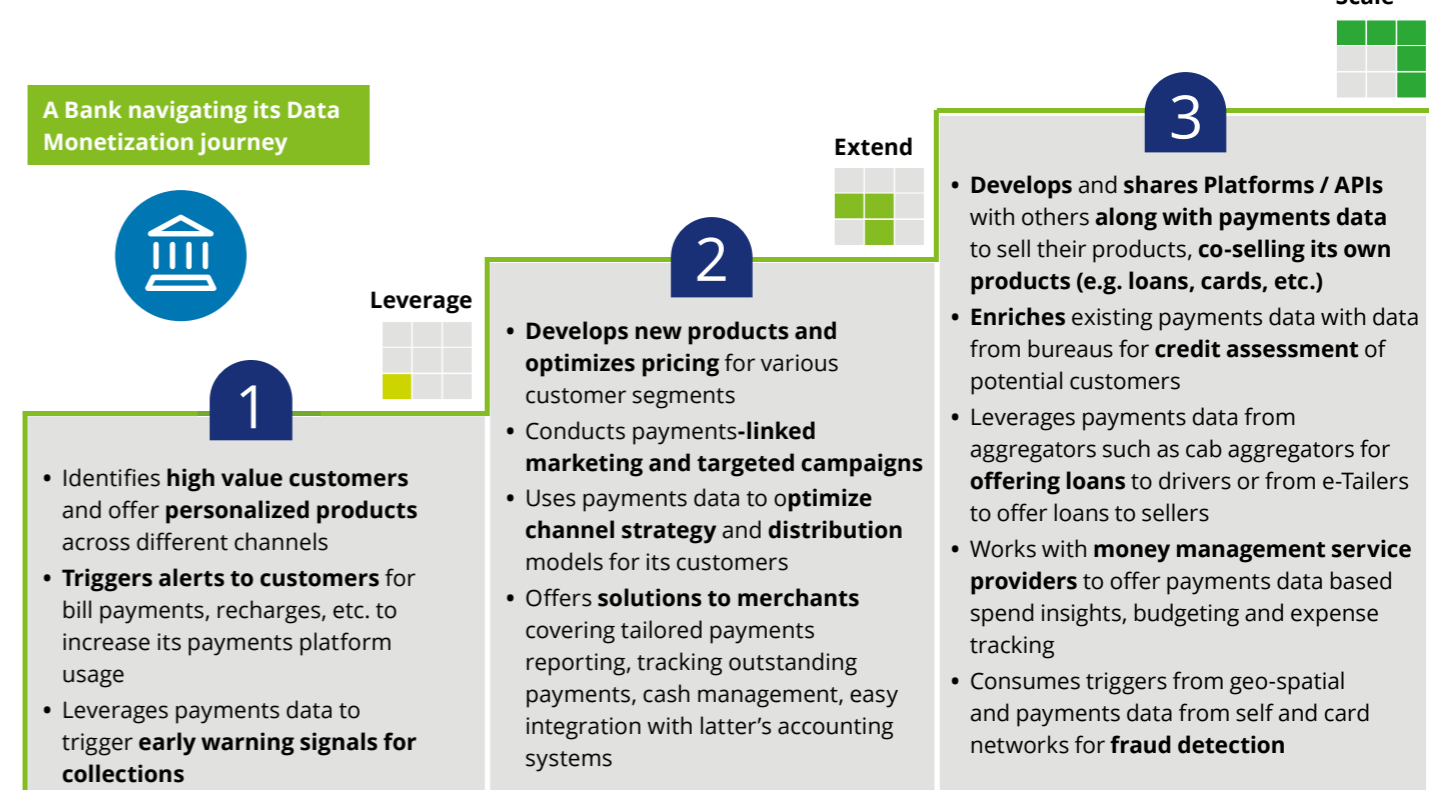 A Bank navigating its Data
Monetization journey
Leverage
1
• Identifies high value customers
and offer personalized products
across different channels
• Triggers alerts to customers for
bill payments, recharges, etc. to
increase its payments platform
usage
• Leverages payments data to
trigger early warning signals for
collections
Extend
2
• Develops new products and
optimizes pricing for various
customer segments
• Conducts payments-linked
marketing and targeted campaigns
• Uses payments data to optimize
channel strategy and distribution
models for its customers
• Offers solutions to merchants
covering tailored payments
reporting, tracking outstanding
payments, cash management, easy
integration with latter's accounting
systems
Scale
3
• Develops and shares Platforms / APIs
with others along with payments data
to sell their products, co-selling its own
products (e.g. loans, cards, etc.)
• Enriches existing payments data with data
from bureaus for credit assessment of
potential customers
• Leverages payments data from
aggregators such as cab aggregators for
offering loans to drivers or from e-Tailers
to offer loans to sellers
• Works with money management service
providers to offer payments data based
spend insights, budgeting and expense
tracking
• Consumes triggers from geo-spatial
and payments data from self and card
networks for fraud detection